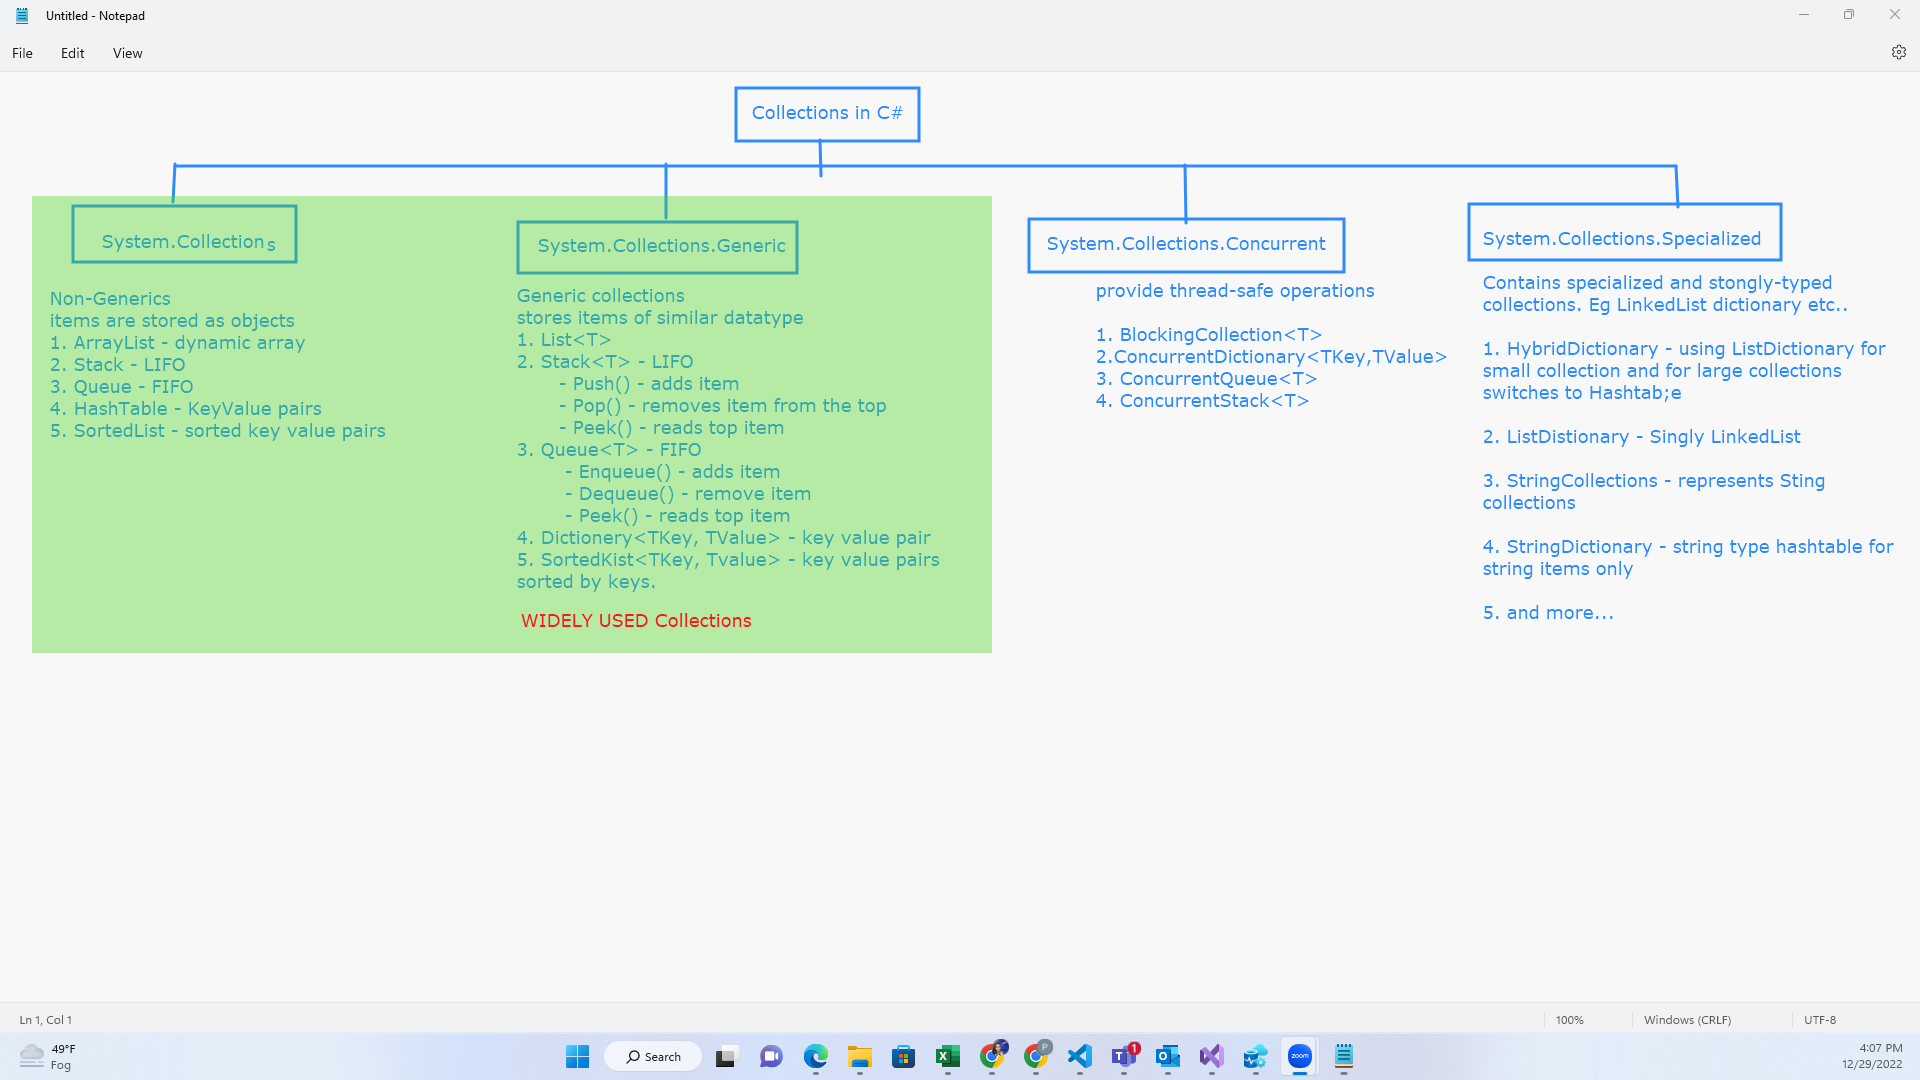 Untitled - Notepad
File Edit View
Collections in C#
System.Collections
Non-Generics
items are stored as objects
1. ArrayList - dynamic array
2. Stack - LIFO
3. Queue - FIFO
4. HashTable - KeyValue pairs
5. SortedList - sorted key value pairs
System.Collections.Generic
Generic collections
stores items of similar datatype
1. List<T>
2. Stack<T> - LIFO
- Push() - adds item
- Pop() - removes item from the top
- Peek() - reads top item
3. Queue<T> - FIFO
- Enqueue() - adds item
- Dequeue() - remove item
- Peek() - reads top item
4. Dictionery<TKey, TValue> - key value pair
5. SortedKist<TKey, Tvalue> - key value pairs
sorted by keys.
WIDELY USED Collections
System.Collections.Concurrent
provide thread-safe operations
1. BlockingCollection<T>
2.ConcurrentDictionary<TKey,TValue>
3. ConcurrentQueue<T>
4. ConcurrentStack<T>
System.Collections.Specialized
Contains specialized and stongly-typed
collections. Eg LinkedList dictionary etc..
1. HybridDictionary - using ListDictionary for
small collection and for large collections
switches to Hashtab;e
2. ListDistionary - Singly LinkedList
3. StringCollections - represents Sting
collections
4. StringDictionary - string type hashtable for
string items only
5. and more...
Ln 1, Col 1
100%
Windows (CRLF)
UTF-8
49°F
Fog
Search
P
1
zoom
4:07 PM
12/29/2022